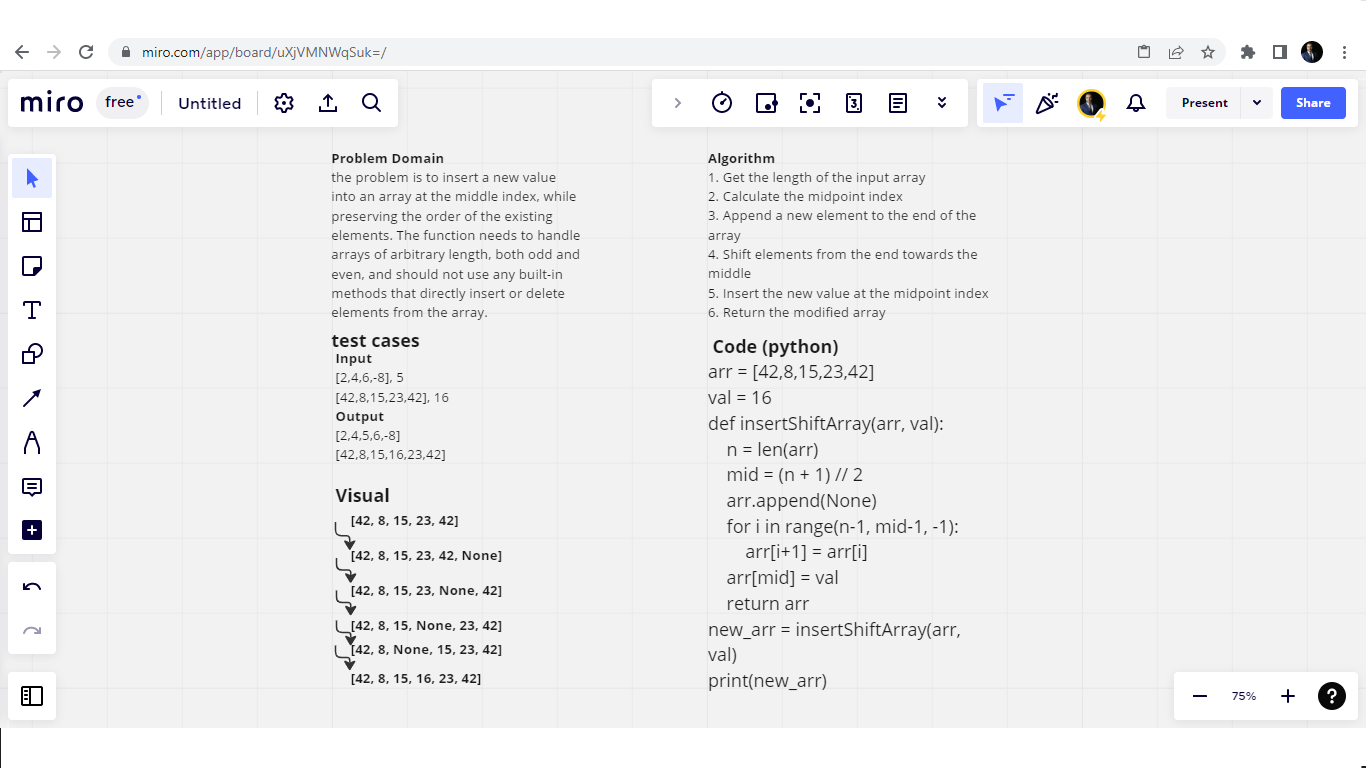 miro.com/app/board/uXjVMNWqSuk=/
miro
free
Untitled
3
Present
Share
Problem Domain
the problem is to insert a new value
into an array at the middle index, while
preserving the order of the existing
elements. The function needs to handle
arrays of arbitrary length, both odd and
even, and should not use any built-in
methods that directly insert or delete
elements from the array.
test cases
Input
[2,4,6,-8], 5
[42,8,15,23,42], 16
Output
[2,4,5,6,-8]
[42,8,15,16,23,42]
Visual
[42, 8, 15, 23, 42]
[42, 8, 15, 23, 42, None]
[42, 8, 15, 23, None, 42]
[42, 8, 15, None, 23, 42]
[42, 8, None, 15, 23, 42]
[42, 8, 15, 16, 23, 42]
Algorithm
1. Get the length of the input array
2. Calculate the midpoint index
3. Append a new element to the end of the
array
4. Shift elements from the end towards the
middle
5. Insert the new value at the midpoint index
6. Return the modified array
Code (python)
arr = [42,8,15,23,42]
val = 16
def insertShiftArray(arr, val):
    n = len(arr)
    mid = (n + 1) // 2
    arr.append(None)
    for i in range(n-1, mid-1, -1):
        arr[i+1] = arr[i]
    arr[mid] = val
    return arr
new_arr = insertShiftArray(arr,
val)
print(new_arr)
75%
?